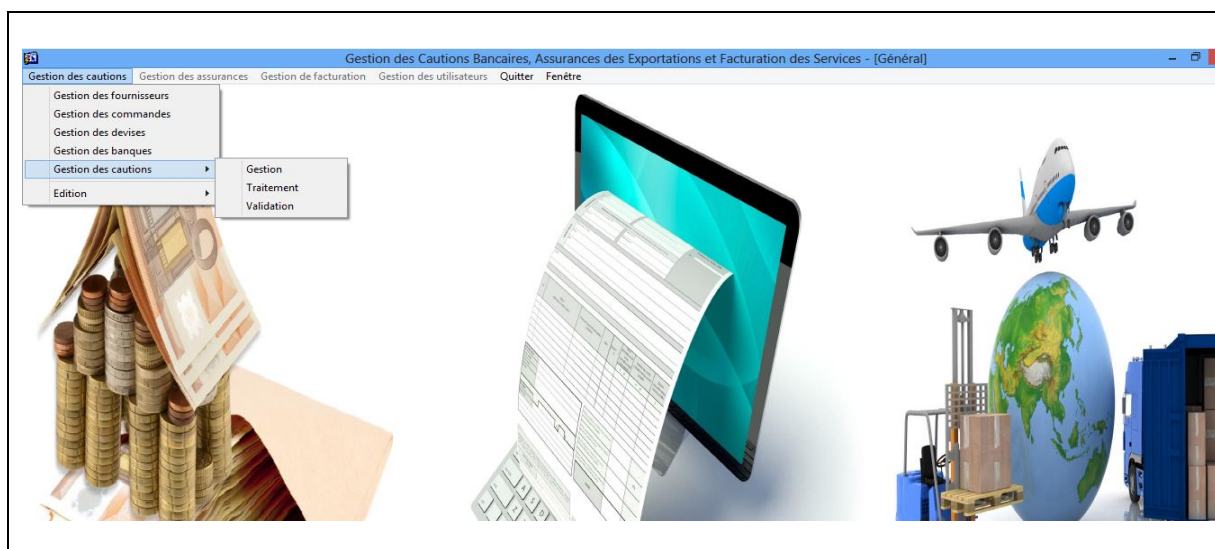 Gestion des Cautions Bancaires, Assurances des Exportations et Facturation des Services - [Général]
Gestion des cautions Gestion des assurances Gestion de facturation Gestion des utilisateurs Quitter Fenêtre
Gestion des fournisseurs
Gestion des commandes
Gestion des devises
Gestion des banques
Gestion des cautions
Edition
Gestion
Traitement
Validation